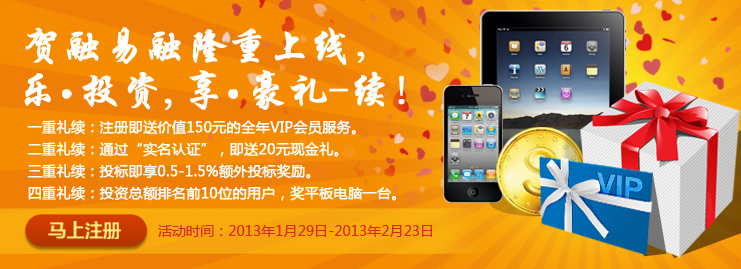 贺融易融隆重上线，
乐·投资，享·豪礼-续！
一重礼续：注册即送价值150元的全年VIP会员服务。
二重礼续：通过“实名认证”，即送20元现金礼。
三重礼续：投标即享0.5-1.5%额外投标奖励。
四重礼续：投资总额排名前10位的用户，奖平板电脑一台。
马上注册
活动时间：2013年1月29日-2013年2月23日
VIP